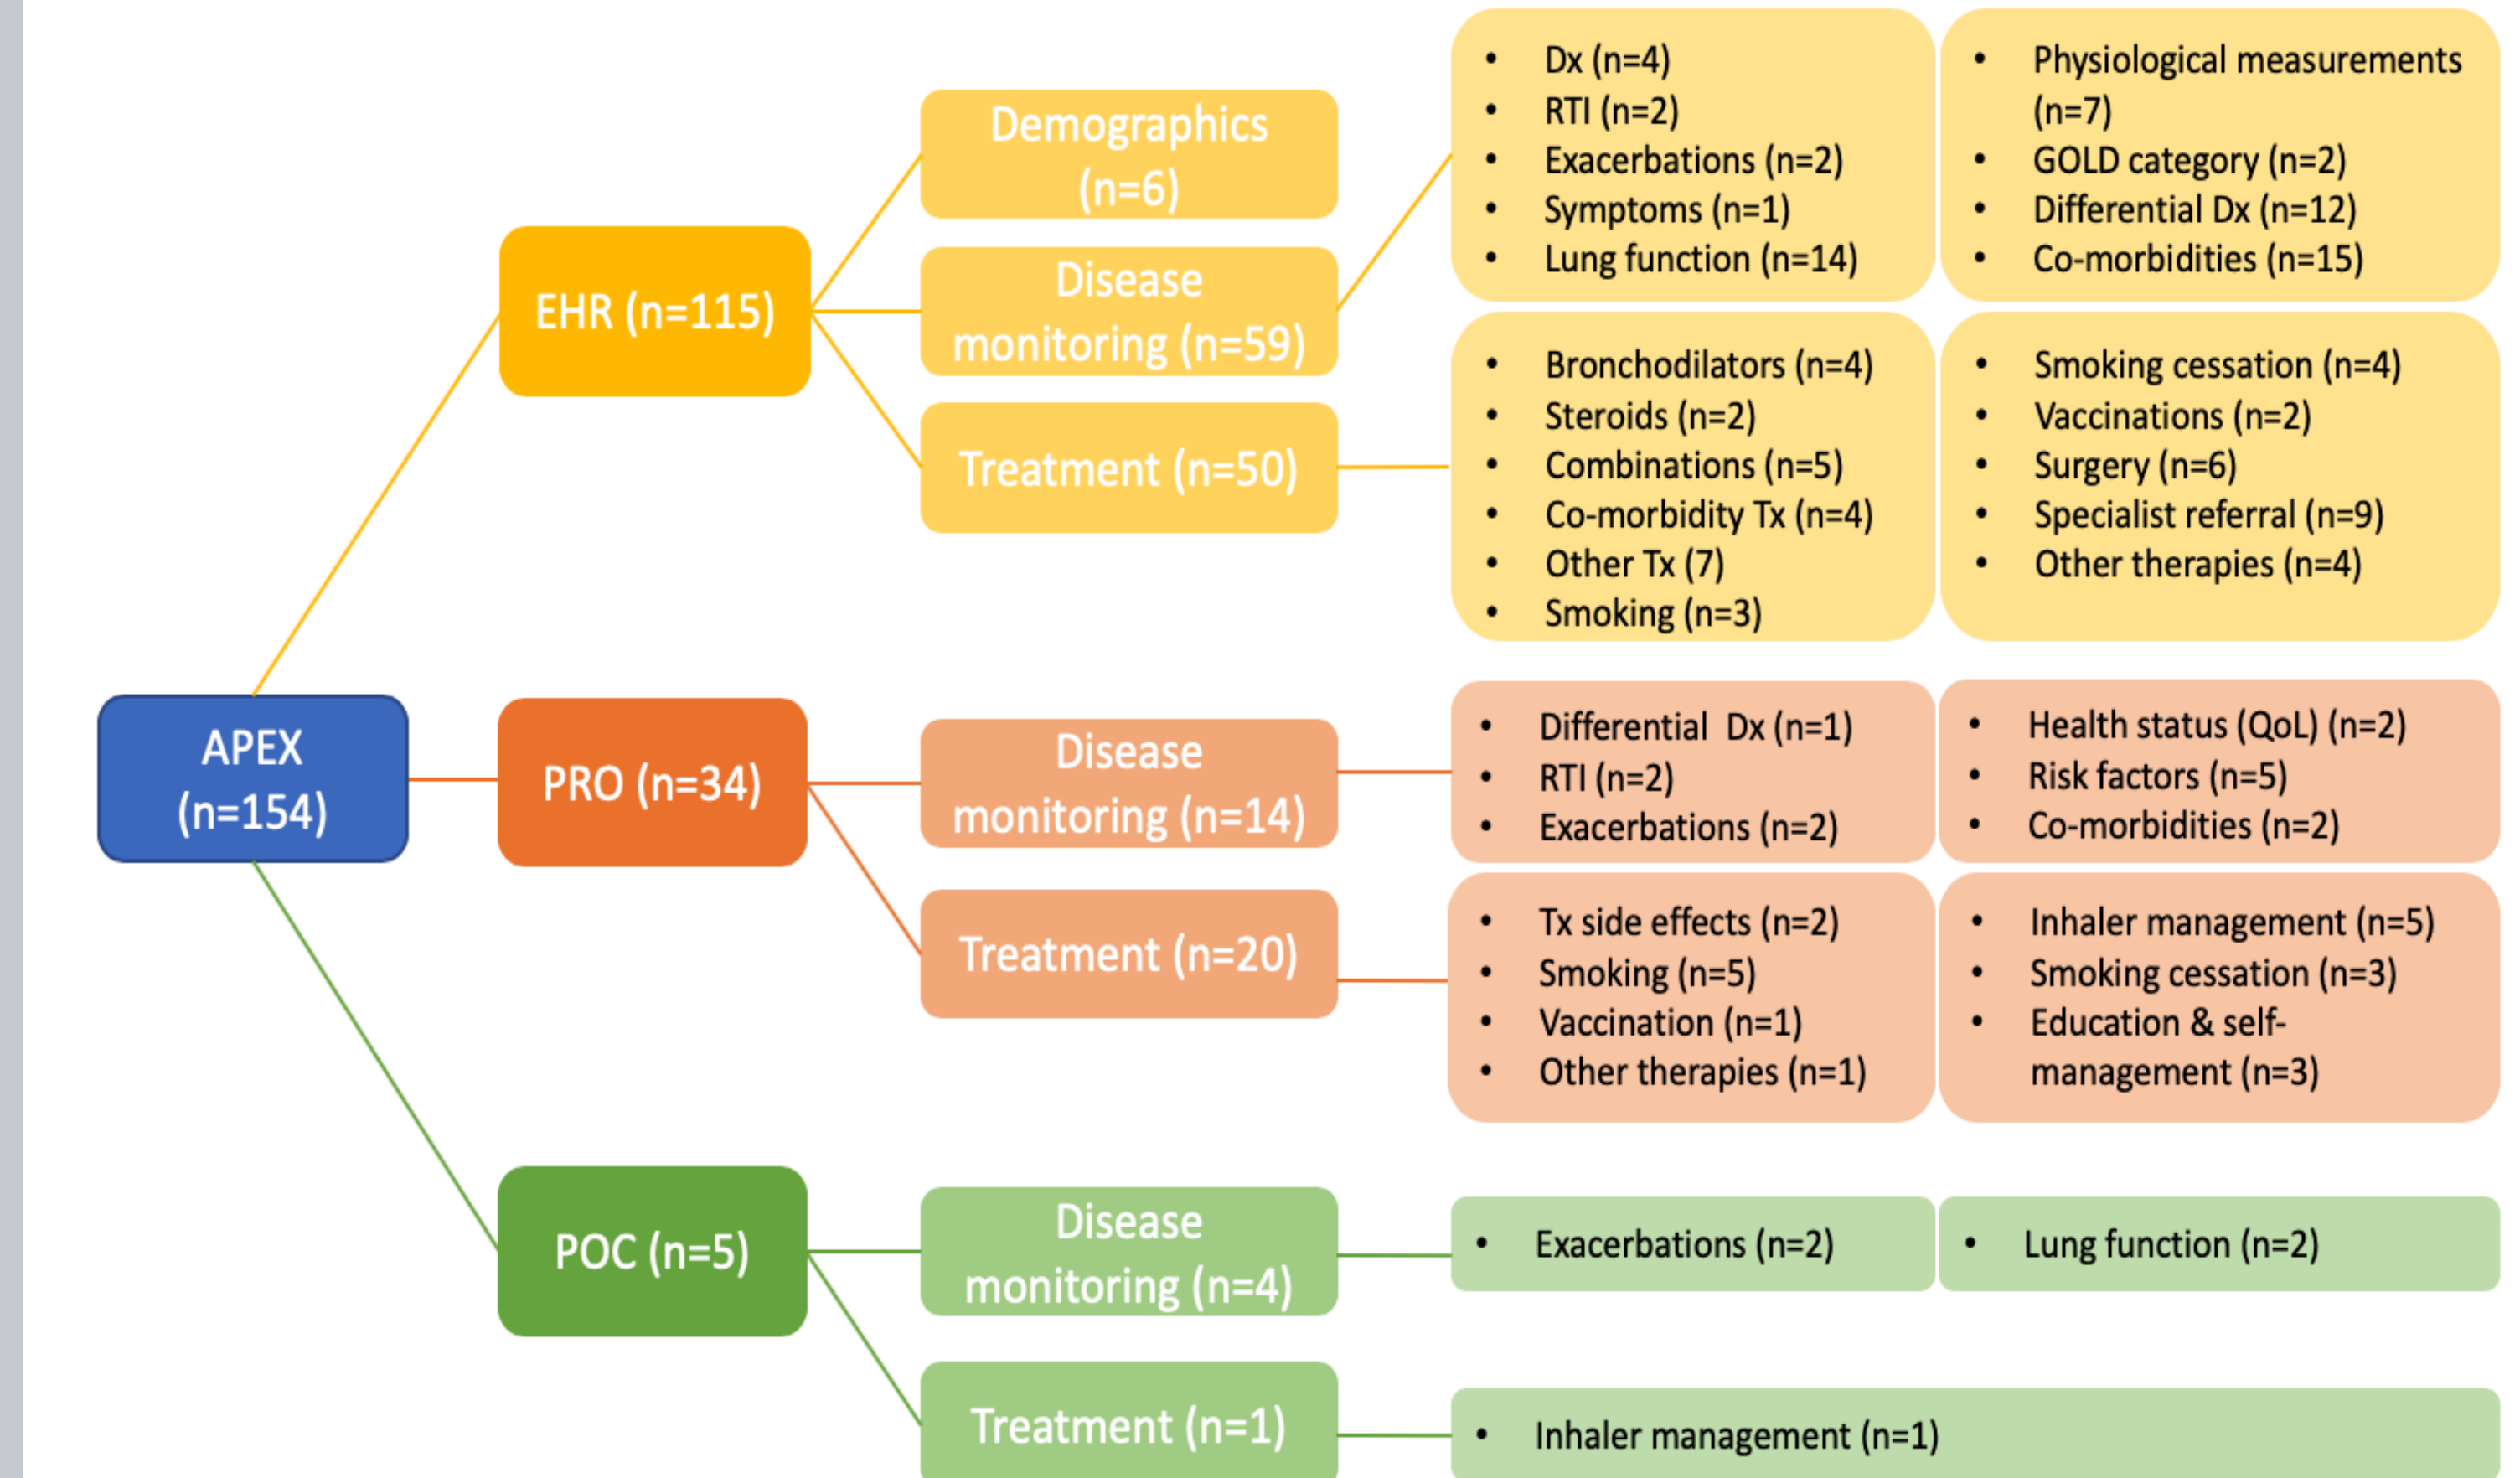 APEX
(n=154)
EHR (n=115)
Demographics
(n=6)
Disease
monitoring (n=59)
• Dx (n=4)
• RTI (n=2)
• Exacerbations (n=2)
• Symptoms (n=1)
• Lung function (n=14)
• Physiological measurements
(n=7)
• GOLD category (n=2)
• Differential Dx (n=12)
• Co-morbidities (n=15)
Treatment (n=50)
• Bronchodilators (n=4)
• Steroids (n=2)
• Combinations (n=5)
• Co-morbidity Tx (n=4)
• Other Tx (7)
• Smoking (n=3)
• Smoking cessation (n=4)
• Vaccinations (n=2)
• Surgery (n=6)
• Specialist referral (n=9)
• Other therapies (n=4)
PRO (n=34)
Disease
monitoring (n=14)
• Differential Dx (n=1)
• RTI (n=2)
• Exacerbations (n=2)
• Health status (QoL) (n=2)
• Risk factors (n=5)
• Co-morbidities (n=2)
Treatment (n=20)
• Tx side effects (n=2)
• Smoking (n=5)
• Vaccination (n=1)
• Other therapies (n=1)
• Inhaler management (n=5)
• Smoking cessation (n=3)
• Education & self-
management (n=3)
POC (n=5)
Disease
monitoring (n=4)
• Exacerbations (n=2)
• Lung function (n=2)
Treatment (n=1)
• Inhaler management (n=1)